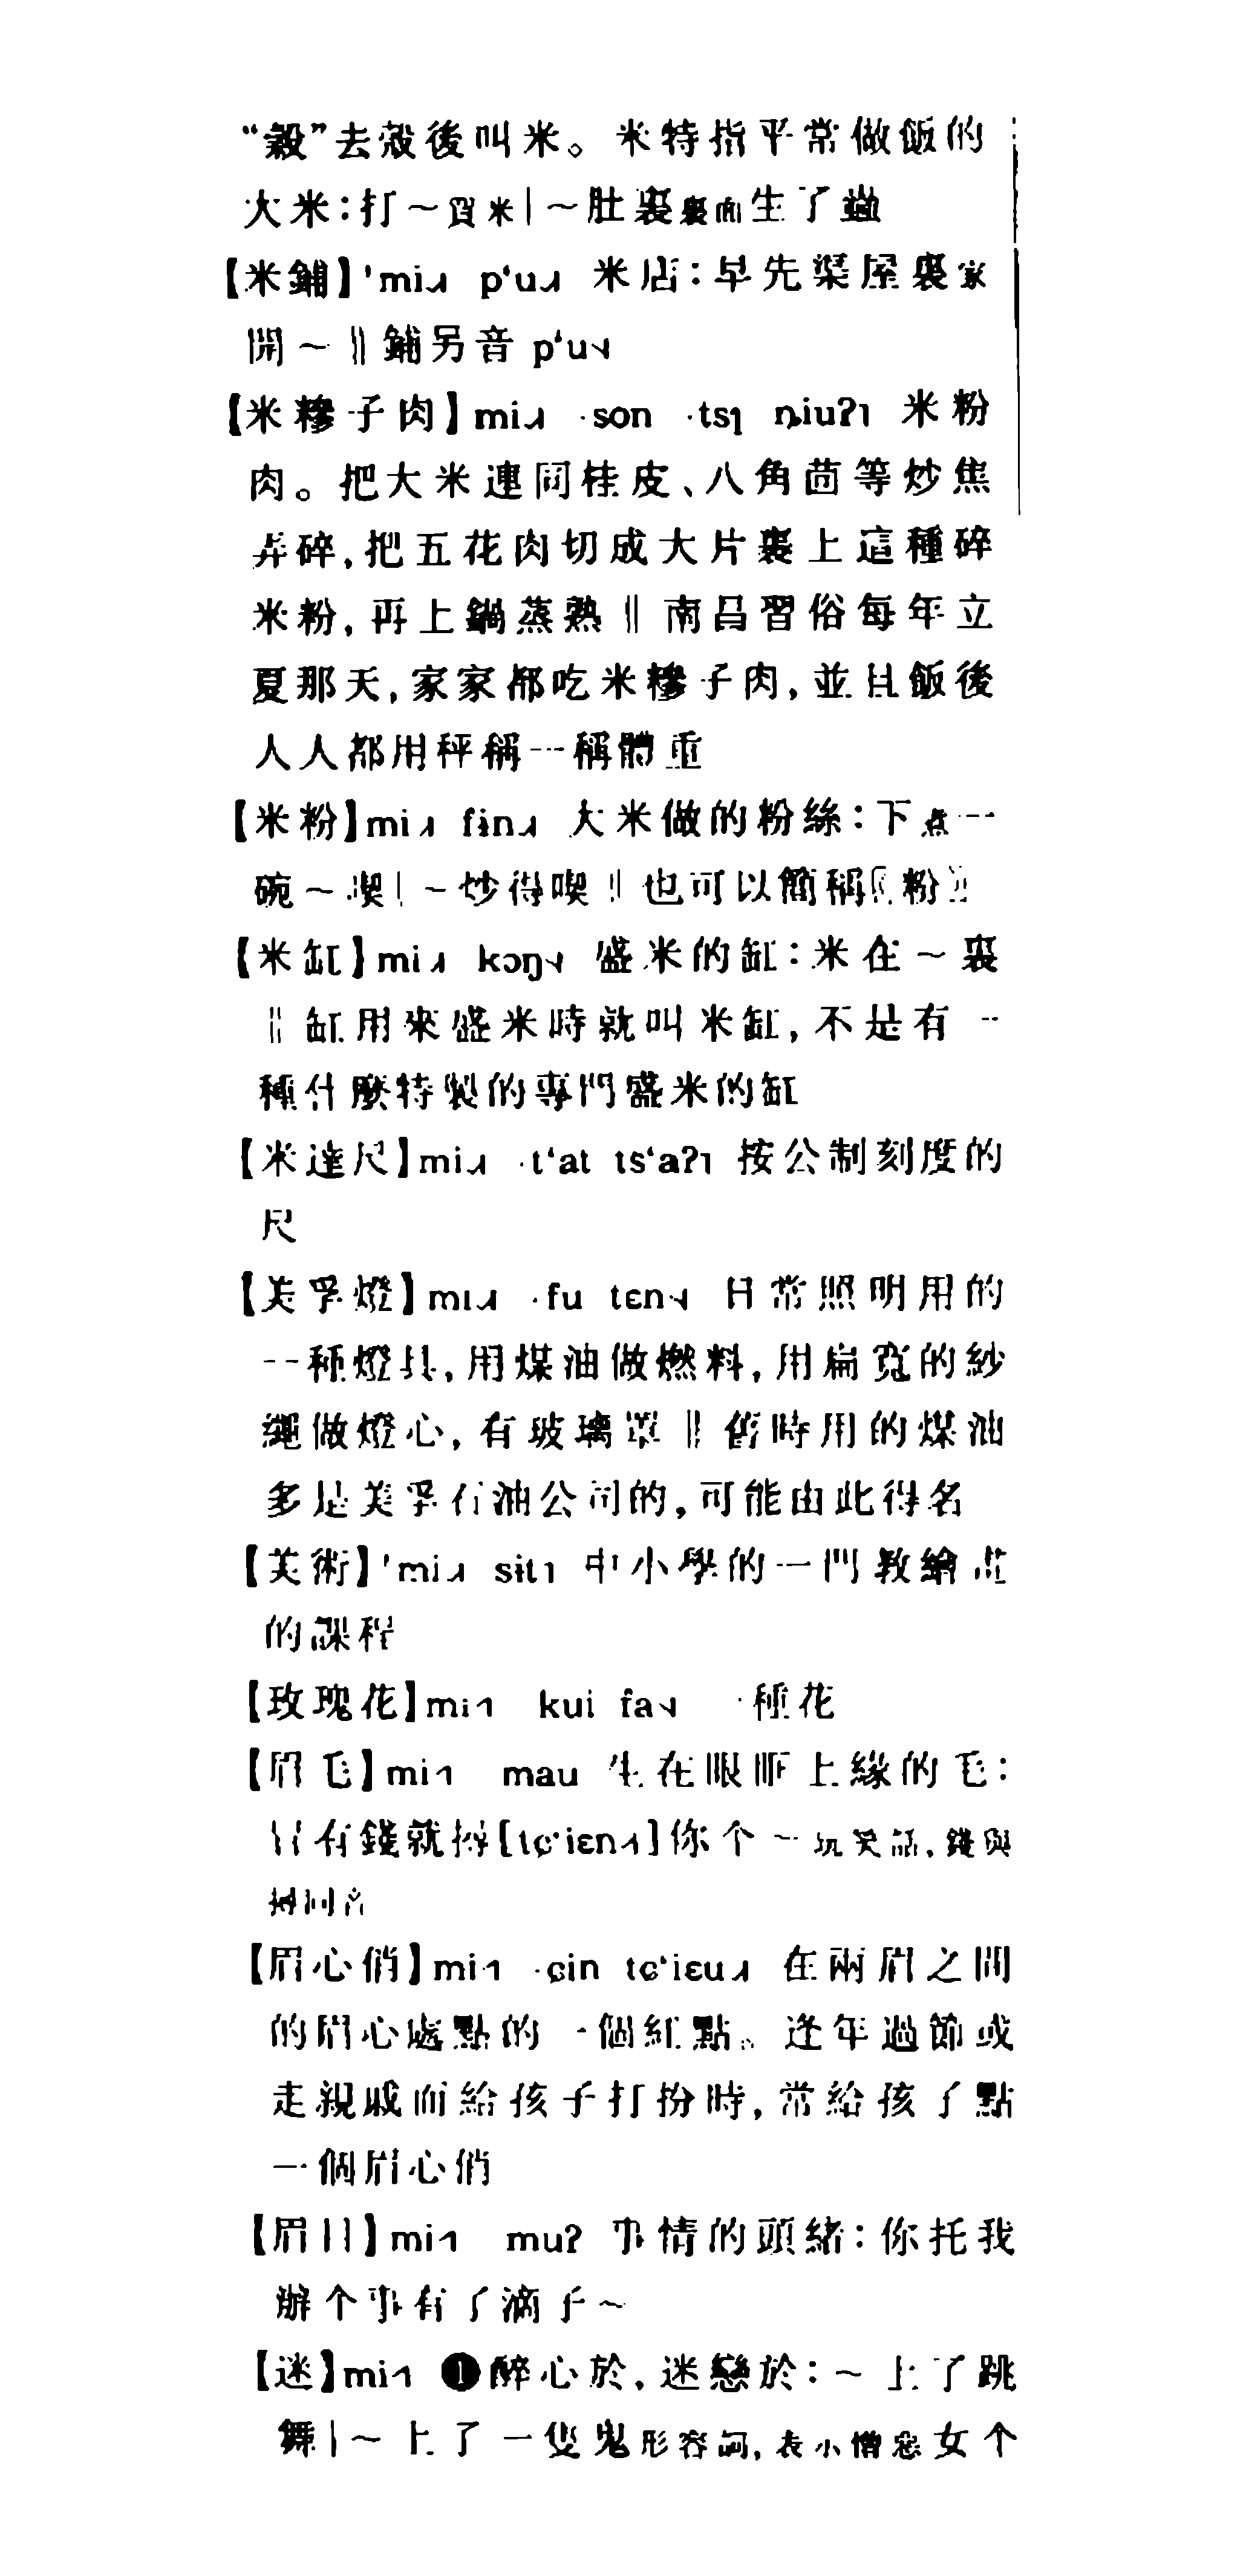 “穀”去殼後叫米。米特指平常做飯的
大米：打～買米｜～肚裏裏面生了蟲
【米鋪】ˈmi˩˧ pʻu˩˧ 米店：早先渠屋裏家
開～‖鋪另音 pʻu˧˥
【米糝子肉】mi˩˧ ·son ·tsɿ ȵiuʔ˥ 米粉
肉。把大米連同桂皮、八角茴等炒焦
弄碎，把五花肉切成大片裹上這種碎
米粉，再上鍋蒸熟‖南昌習俗每年立
夏那天，家家都吃米糝子肉，並且飯後
人人都用秤稱一稱體重
【米粉】mi˩˧ fɨn˩˧ 大米做的粉絲：下煮一
碗～喫｜～炒得喫‖也可以簡稱〖粉〗
【米缸】mi˩˧ kɔŋ˧˥ 盛米的缸：米在～裏
‖缸用來盛米時就叫米缸，不是有一
種什麼特製的專門盛米的缸
【米達尺】mi˩˧ ·tʻat tsʻaʔ˥ 按公制刻度的
尺
【美孚燈】mi˩˧ ·fu tɛn˧˥ 日常照明用的
一種燈具，用煤油做燃料，用扁寬的紗
繩做燈心，有玻璃罩‖舊時用的煤油
多是美孚石油公司的，可能由此得名
【美術】ˈmi˩˧ sɨt˥ 中小學的一門教繪畫
的課程
【玫瑰花】mi˦˥ kui fa˧˥ 一種花
【眉毛】mi˦˥ mau 生在眼眶上緣的毛：
只有錢就撏[tɕʻiɛn˦˥]你个～玩笑話，錢與
撏同音
【眉心俏】mi˦˥ ·ɕin tɕʻiɛu˩˧ 在兩眉之間
的眉心處點的一個紅點。逢年過節或
走親戚而給孩子打扮時，常給孩子點
一個眉心俏
【眉目】mi˦˥ muʔ 事情的頭緒：你托我
辦个事有了滴子～
【迷】mi˦˥ ❶醉心於，迷戀於：～上了跳
舞｜～上了一隻鬼形容詞，表示憎惡女个